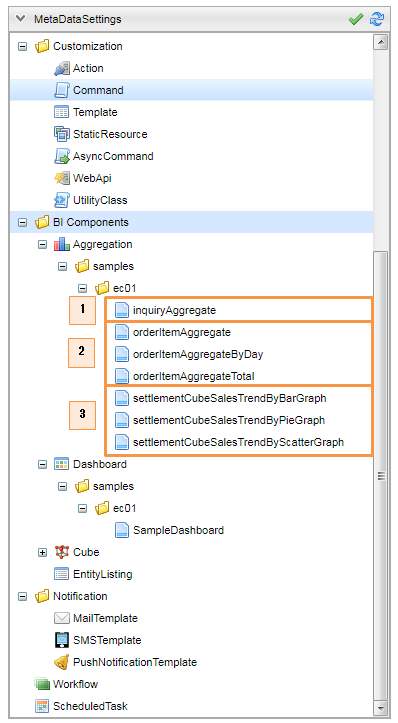 MetaDataSettings
Customization
Action
Command
Template
StaticResource
AsyncCommand
WebApi
UtilityClass
BI Components
Aggregation
samples
ec01
1 inquiryAggregate
orderItemAggregate
2 orderItemAggregateByDay
orderItemAggregateTotal
3 settlementCubeSalesTrendByBarGraph
settlementCubeSalesTrendByPieGraph
settlementCubeSalesTrendByScatterGraph
Dashboard
samples
ec01
SampleDashboard
Cube
EntityListing
Notification
MailTemplate
SMSTemplate
PushNotificationTemplate
Workflow
ScheduledTask